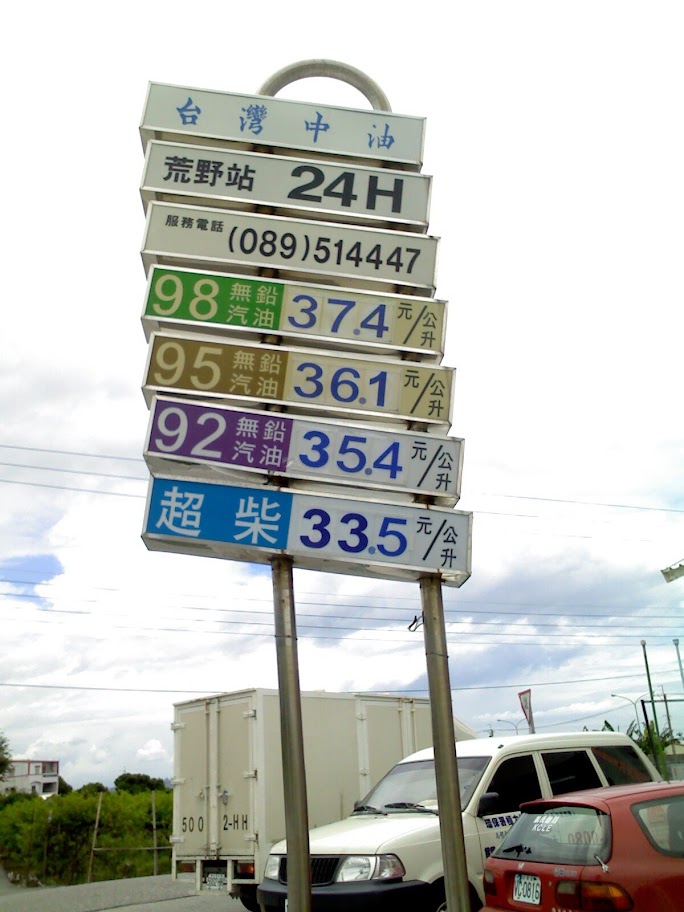 台灣中油
荒野站 24H
服務電話 (089)514447
98 無鉛汽油 37.4 元/公升
95 無鉛汽油 36.1 元/公升
92 無鉛汽油 35.4 元/公升
超柴 33.5 元/公升
500 2-HH
KCLE